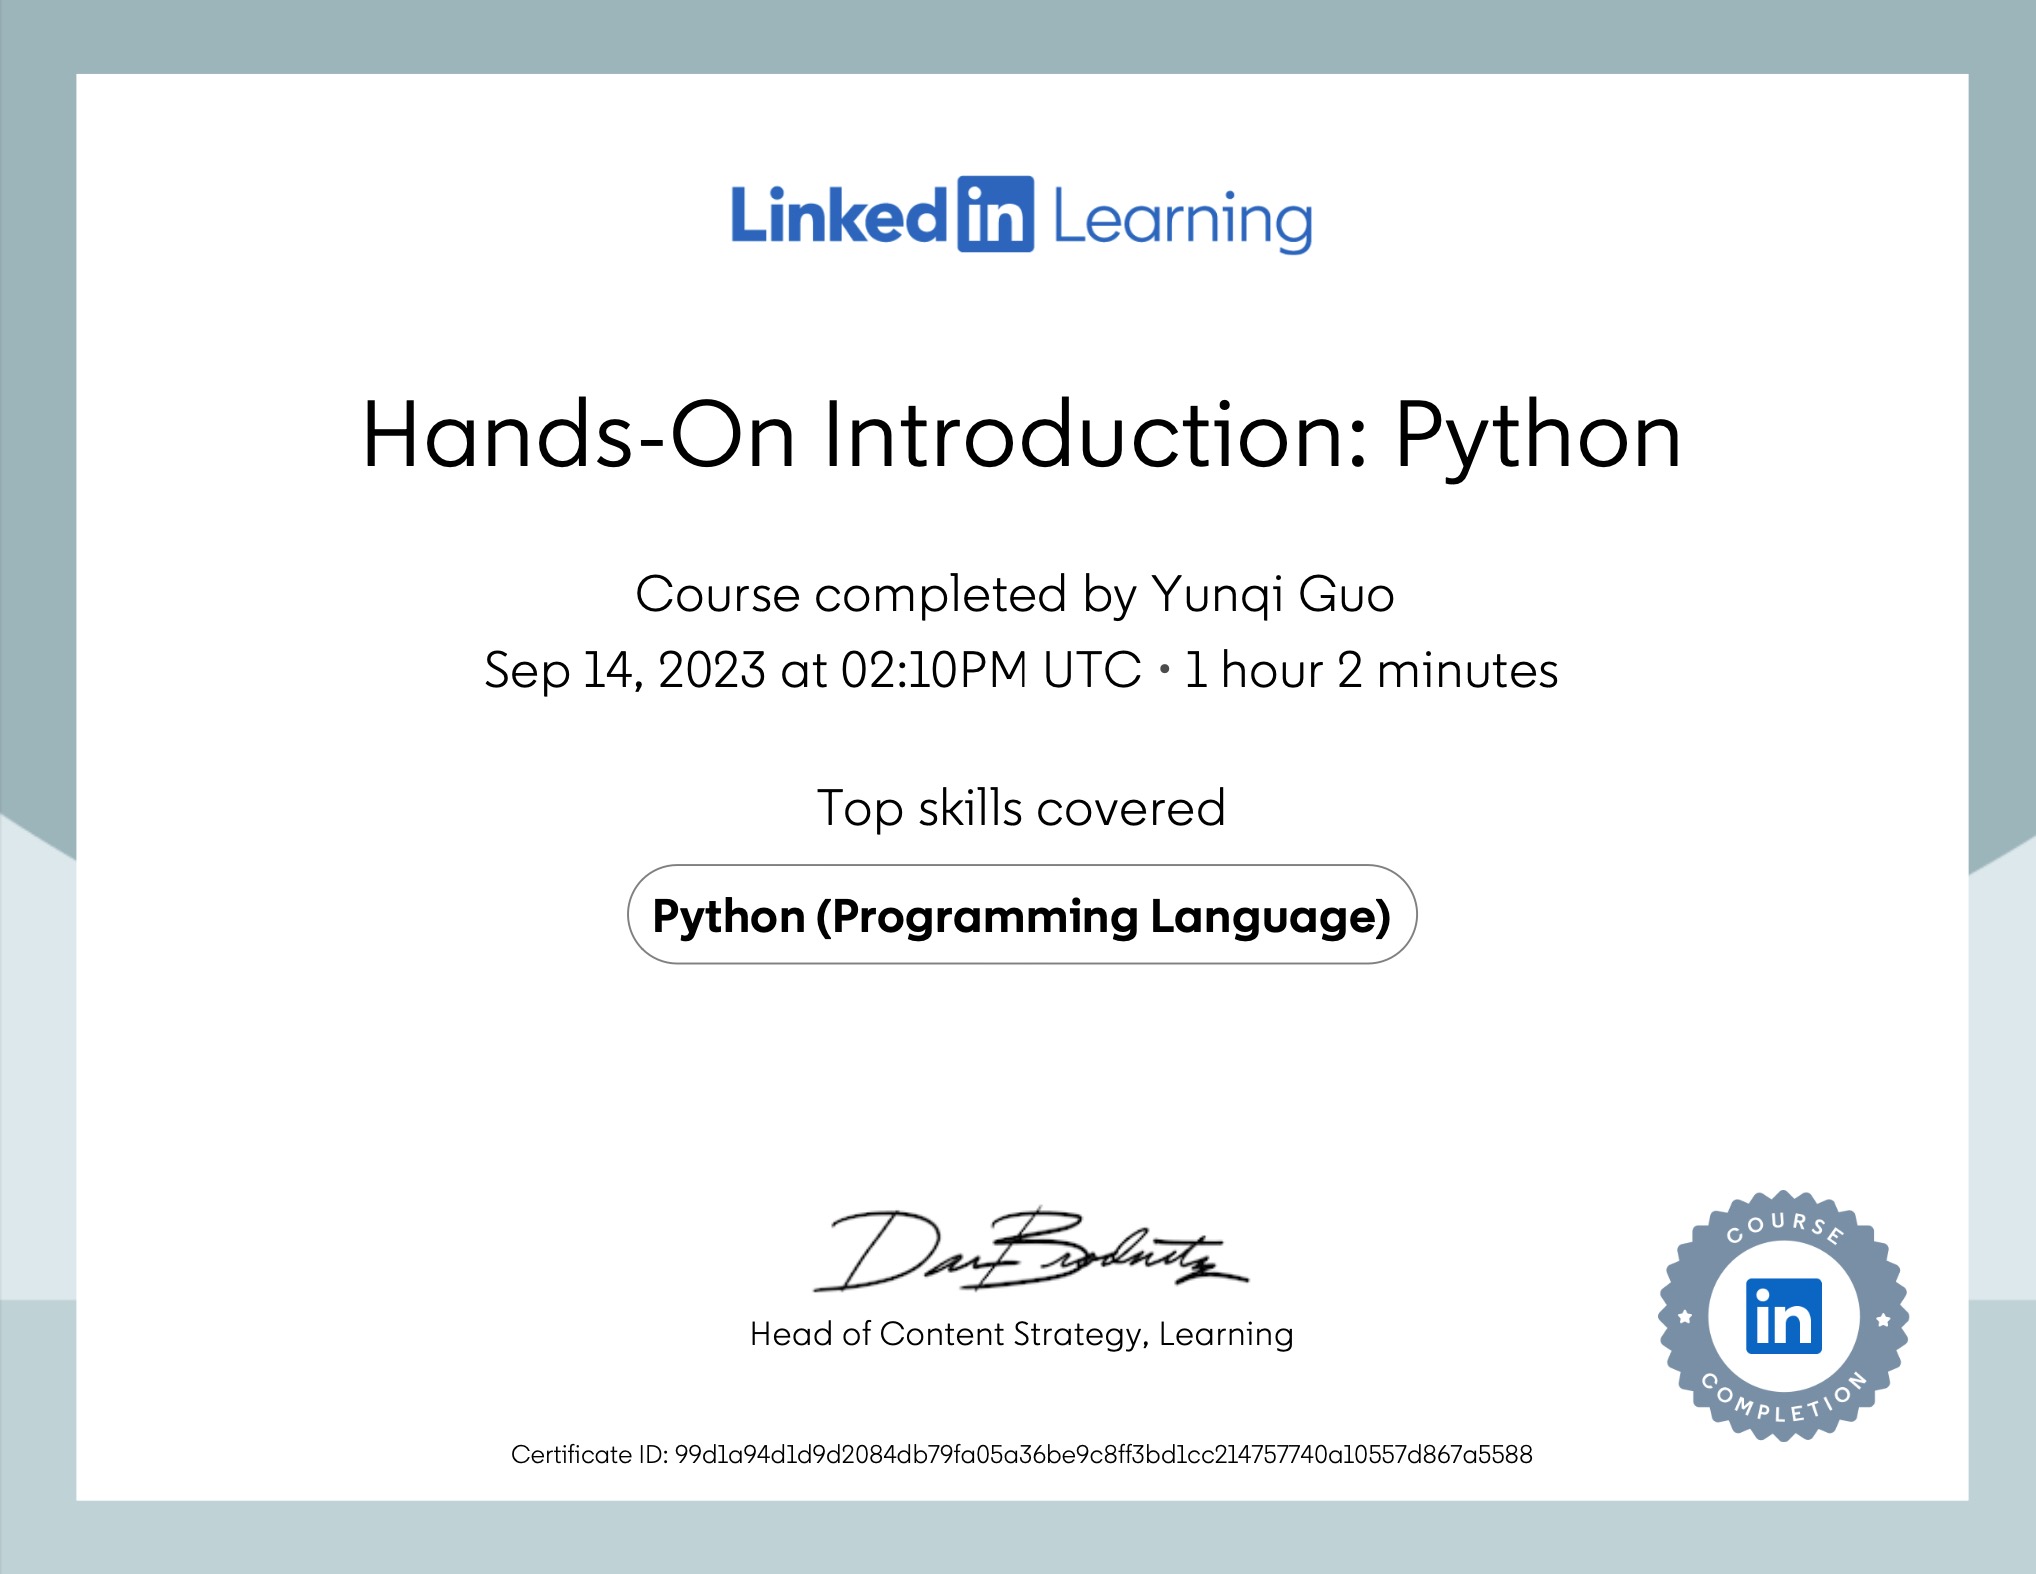 LinkedIn Learning
Hands-On Introduction: Python
Course completed by Yunqi Guo
Sep 14, 2023 at 02:10PM UTC • 1 hour 2 minutes
Top skills covered
Python (Programming Language)
Dan Brodnitz
Head of Content Strategy, Learning
COURSE
in
COMPLETION
Certificate ID: 99d1a94d1d9d2084db79fa05a36be9c8ff3bd1cc214757740a10557d867a5588